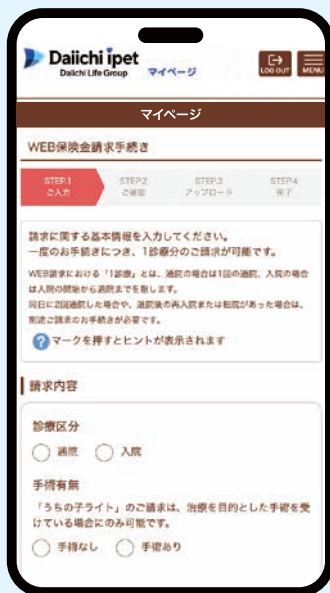 Daiichi ipet
Daiichi Life Group
マイページ
LOG OUT
MENU
マイページ
WEB保険金請求手続き
STEP.1
ご入力
STEP.2
ご確認
STEP.3
アップロード
STEP.4
完了
請求に関する基本情報を入力してください。
一度のお手続きにつき、1診療分のご請求が可能です。
WEB請求における「1診療」とは、通院の場合は1回の通院、入院の場合
は入院の開始から退院までを指します。
同日に2回通院した場合や、退院後の再入院または転院があった場合は、
別途ご請求のお手続きが必要です。
?マークを押すとヒントが表示されます
請求内容
診療区分
通院
入院
手術有無
「うちの子ライト」のご請求は、治療を目的とした手術を受
けている場合にのみ可能です。
手術なし
手術あり